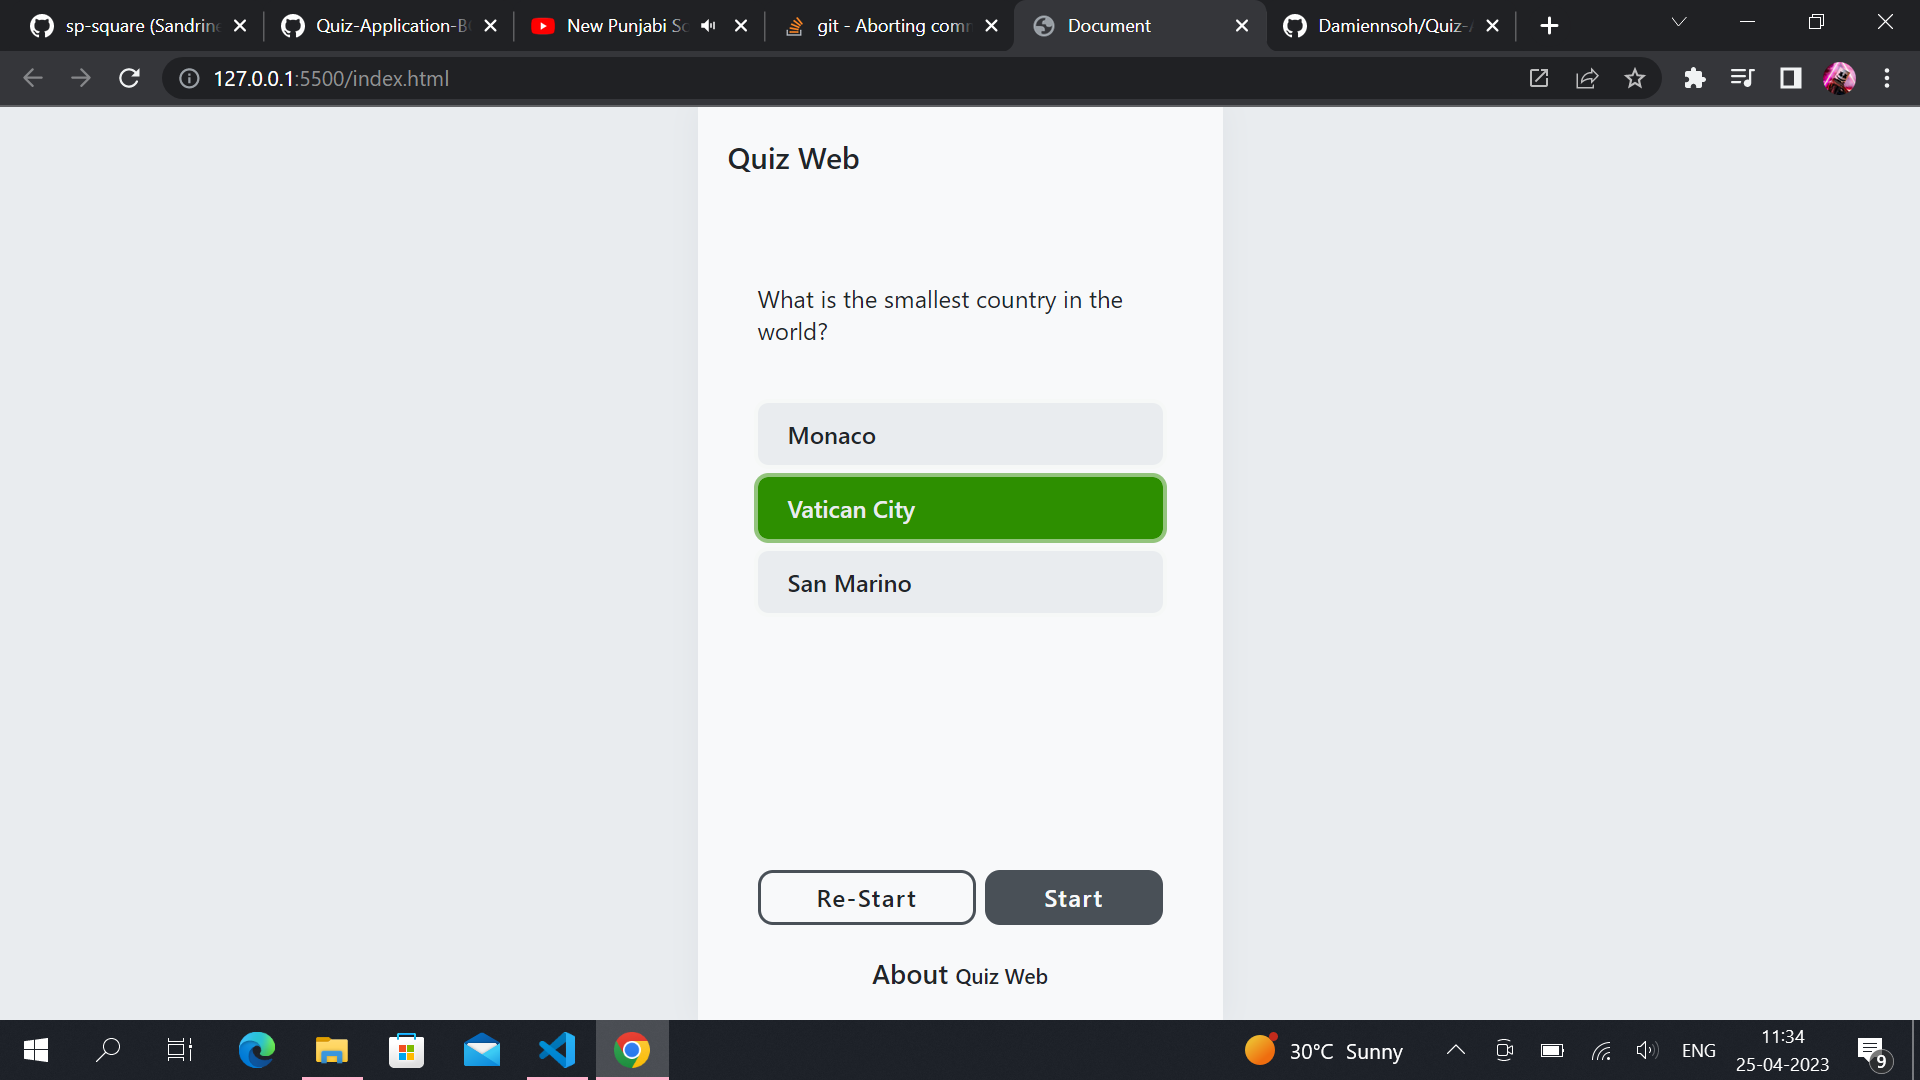 sp-square (Sandrine
Quiz-Application-B
New Punjabi So
git - Aborting comm
Document
Damiennsoh/Quiz-
127.0.0.1:5500/index.html
Quiz Web
What is the smallest country in the
world?
Monaco
Vatican City
San Marino
Re-Start
Start
About Quiz Web
30°C Sunny
ENG
11:34
25-04-2023
9